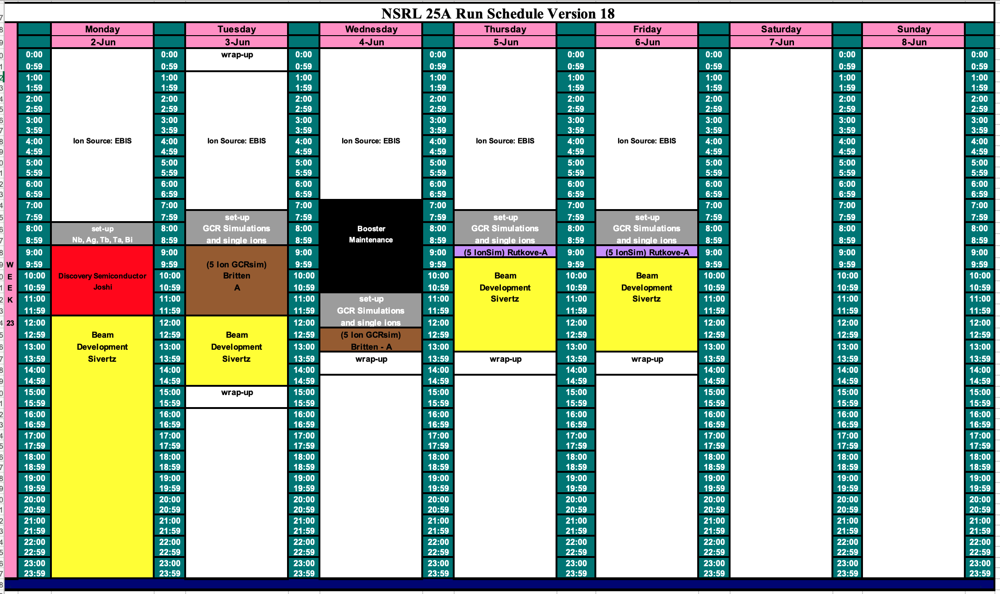 NSRL 25A Run Schedule Version 18
Monday Tuesday Wednesday Thursday Friday Saturday Sunday
2-Jun 3-Jun 4-Jun 5-Jun 6-Jun 7-Jun 8-Jun
0:00 0:00 wrap-up 0:00 0:00 0:00 0:00 0:00 0:00
0:59 0:59 0:59 0:59 0:59 0:59 0:59 0:59
1:00 1:00 1:00 1:00 1:00 1:00 1:00 1:00
1:59 1:59 1:59 1:59 1:59 1:59 1:59 1:59
2:00 2:00 2:00 2:00 2:00 2:00 2:00 2:00
2:59 2:59 2:59 2:59 2:59 2:59 2:59 2:59
3:00 3:00 3:00 3:00 3:00 3:00 3:00 3:00
3:59 3:59 3:59 3:59 3:59 3:59 3:59 3:59
4:00 Ion Source: EBIS 4:00 Ion Source: EBIS 4:00 Ion Source: EBIS 4:00 Ion Source: EBIS 4:00 Ion Source: EBIS 4:00 4:00 4:00
4:59 4:59 4:59 4:59 4:59 4:59 4:59 4:59
5:00 5:00 5:00 5:00 5:00 5:00 5:00 5:00
5:59 5:59 5:59 5:59 5:59 5:59 5:59 5:59
6:00 6:00 6:00 6:00 6:00 6:00 6:00 6:00
6:59 6:59 6:59 6:59 6:59 6:59 6:59 6:59
7:00 7:00 7:00 7:00 7:00 7:00 7:00 7:00
7:59 7:59 set-up 7:59 7:59 set-up 7:59 set-up 7:59 7:59 7:59
8:00 set-up 8:00 GCR Simulations 8:00 Booster 8:00 GCR Simulations 8:00 GCR Simulations 8:00 8:00 8:00
8:59 Nb, Ag, Tb, Ta, Bi 8:59 and single ions 8:59 Maintenance 8:59 and single ions 8:59 and single ions 8:59 8:59 8:59
9:00 9:00 9:00 9:00 (5 IonSim) Rutkove-A 9:00 (5 IonSim) Rutkove-A 9:00 9:00 9:00
W 9:59 9:59 (5 Ion GCRsim) 9:59 9:59 9:59 9:59 9:59 9:59
E 10:00 Discovery Semiconductor 10:00 Britten 10:00 10:00 Beam 10:00 Beam 10:00 10:00 10:00
E 10:59 Joshi 10:59 A 10:59 10:59 Development 10:59 Development 10:59 10:59 10:59
K 11:00 11:00 11:00 set-up 11:00 Sivertz 11:00 Sivertz 11:00 11:00 11:00
11:59 11:59 11:59 GCR Simulations 11:59 11:59 11:59 11:59 11:59
23 12:00 12:00 12:00 and single ions 12:00 12:00 12:00 12:00 12:00
12:59 Beam 12:59 Beam 12:59 (5 Ion GCRsim) 12:59 12:59 12:59 12:59 12:59
13:00 Development 13:00 Development 13:00 Britten - A 13:00 13:00 13:00 13:00 13:00
13:59 Sivertz 13:59 Sivertz 13:59 wrap-up 13:59 wrap-up 13:59 wrap-up 13:59 13:59 13:59
14:00 14:00 14:00 14:00 14:00 14:00 14:00 14:00
14:59 14:59 14:59 14:59 14:59 14:59 14:59 14:59
15:00 15:00 wrap-up 15:00 15:00 15:00 15:00 15:00 15:00
15:59 15:59 15:59 15:59 15:59 15:59 15:59 15:59
16:00 16:00 16:00 16:00 16:00 16:00 16:00 16:00
16:59 16:59 16:59 16:59 16:59 16:59 16:59 16:59
17:00 17:00 17:00 17:00 17:00 17:00 17:00 17:00
17:59 17:59 17:59 17:59 17:59 17:59 17:59 17:59
18:00 18:00 18:00 18:00 18:00 18:00 18:00 18:00
18:59 18:59 18:59 18:59 18:59 18:59 18:59 18:59
19:00 19:00 19:00 19:00 19:00 19:00 19:00 19:00
19:59 19:59 19:59 19:59 19:59 19:59 19:59 19:59
20:00 20:00 20:00 20:00 20:00 20:00 20:00 20:00
20:59 20:59 20:59 20:59 20:59 20:59 20:59 20:59
21:00 21:00 21:00 21:00 21:00 21:00 21:00 21:00
21:59 21:59 21:59 21:59 21:59 21:59 21:59 21:59
22:00 22:00 22:00 22:00 22:00 22:00 22:00 22:00
22:59 22:59 22:59 22:59 22:59 22:59 22:59 22:59
23:00 23:00 23:00 23:00 23:00 23:00 23:00 23:00
23:59 23:59 23:59 23:59 23:59 23:59 23:59 23:59